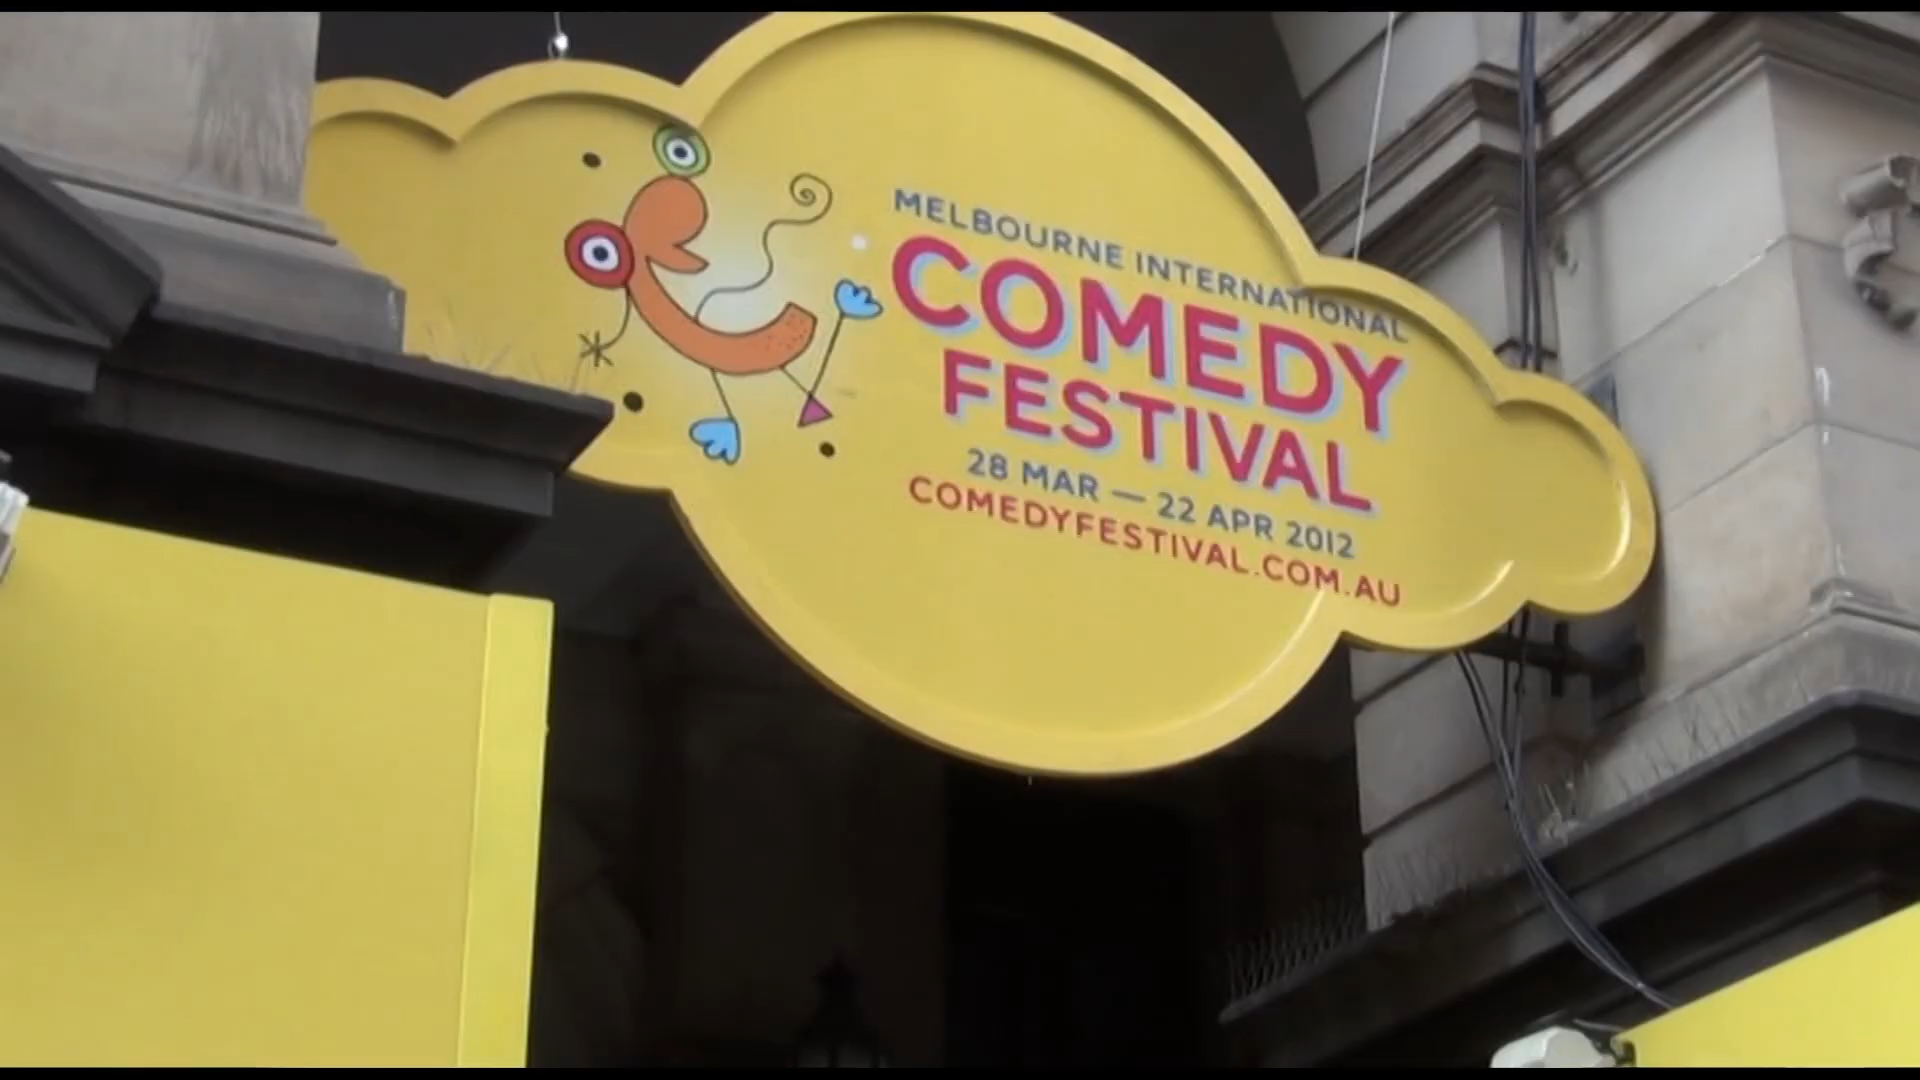 MELBOURNE INTERNATIONAL
COMEDY
FESTIVAL
28 MAR — 22 APR 2012
COMEDYFESTIVAL.COM.AU